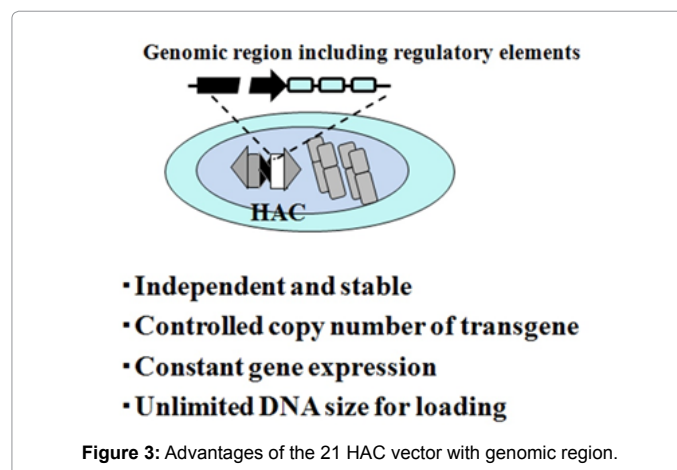 Genomic region including regulatory elements
HAC
・Independent and stable
・Controlled copy number of transgene
・Constant gene expression
・Unlimited DNA size for loading
Figure 3: Advantages of the 21 HAC vector with genomic region.